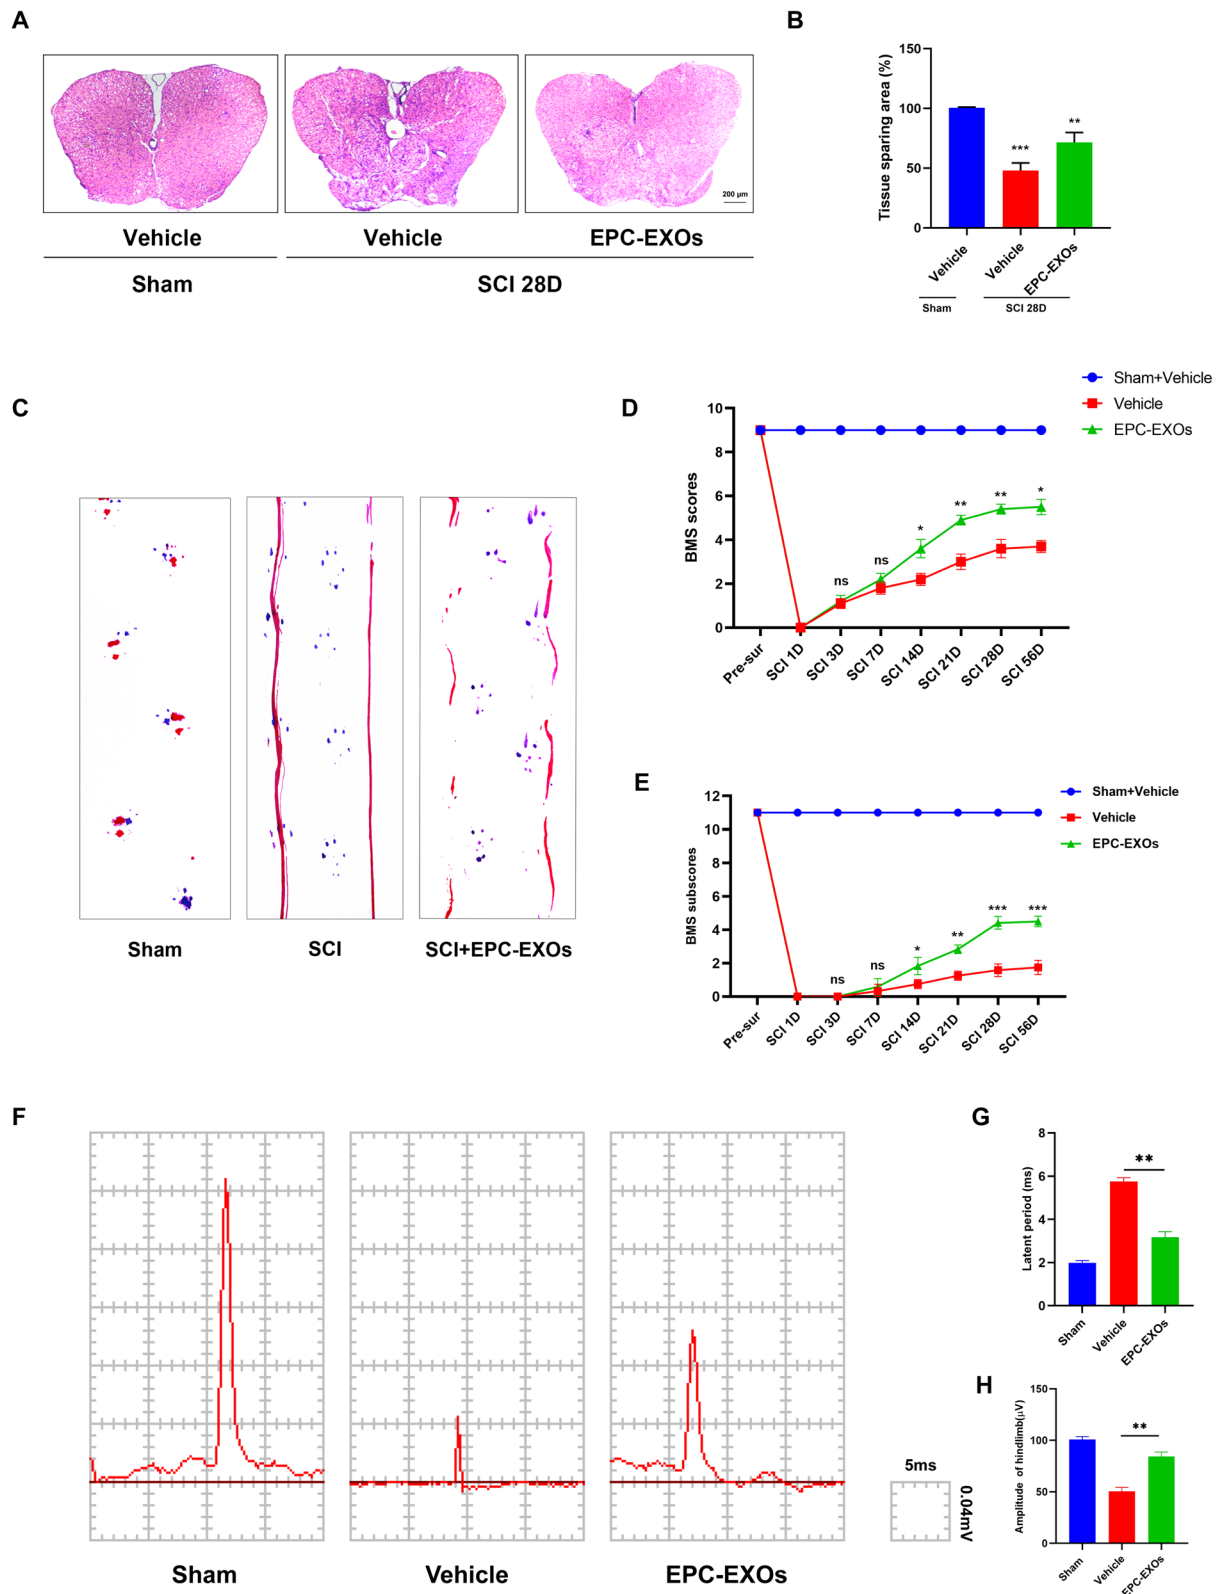 A
200 μm
Vehicle
Vehicle
EPC-EXOs
Sham
SCI 28D
B
Tissue sparing area (%)
150
100
50
0
***
**
Vehicle
Vehicle
EPC-EXOs
Sham
SCI 28D
C
Sham
SCI
SCI+EPC-EXOs
D
Sham+Vehicle
Vehicle
EPC-EXOs
BMS scores
10
8
6
4
2
0
ns
ns
*
**
**
*
Pre-sur
SCI 1D
SCI 3D
SCI 7D
SCI 14D
SCI 21D
SCI 28D
SCI 56D
E
Sham+Vehicle
Vehicle
EPC-EXOs
BMS subscores
12
10
8
6
4
2
0
ns
ns
*
**
***
***
Pre-sur
SCI 1D
SCI 3D
SCI 7D
SCI 14D
SCI 21D
SCI 28D
SCI 56D
F
Sham
Vehicle
EPC-EXOs
5ms
0.04mV
G
Latent period (ms)
8
6
4
2
0
**
Sham
Vehicle
EPC-EXOs
H
Amplitude of hindlimb(μV)
150
100
50
0
**
Sham
Vehicle
EPC-EXOs